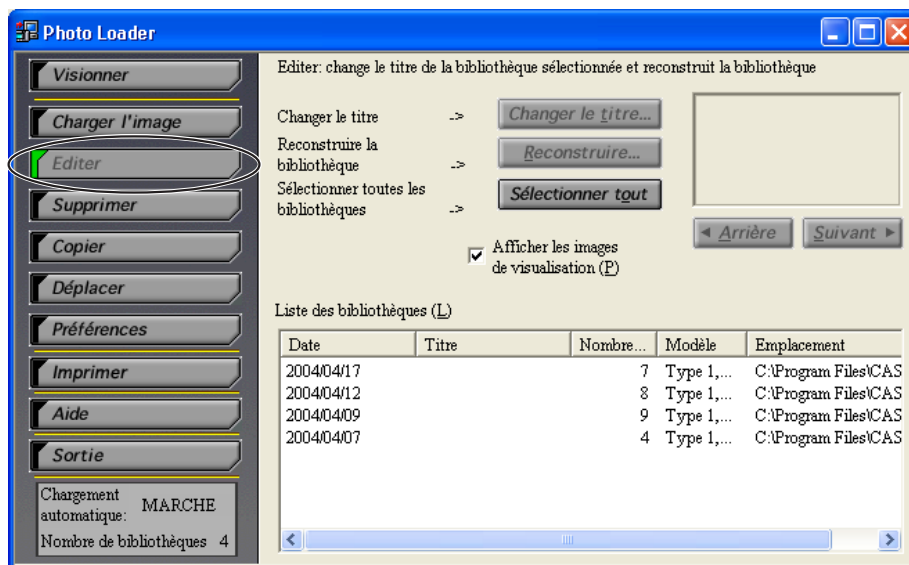 Photo Loader
Visionner
Charger l'image
Editer
Supprimer
Copier
Déplacer
Préférences
Imprimer
Aide
Sortie
Chargement automatique: MARCHE
Nombre de bibliothèques 4
Editer: change le titre de la bibliothèque sélectionnée et reconstruit la bibliothèque
Changer le titre -> Changer le titre...
Reconstruire la
bibliothèque -> Reconstruire...
Sélectionner toutes les
bibliothèques -> Sélectionner tout
Arrière Suivant
Afficher les images
de visualisation (P)
Liste des bibliothèques (L)
Date Titre Nombre... Modèle Emplacement
2004/04/17 7 Type 1,... C:\Program Files\CAS
2004/04/12 8 Type 1,... C:\Program Files\CAS
2004/04/09 9 Type 1,... C:\Program Files\CAS
2004/04/07 4 Type 1,... C:\Program Files\CAS